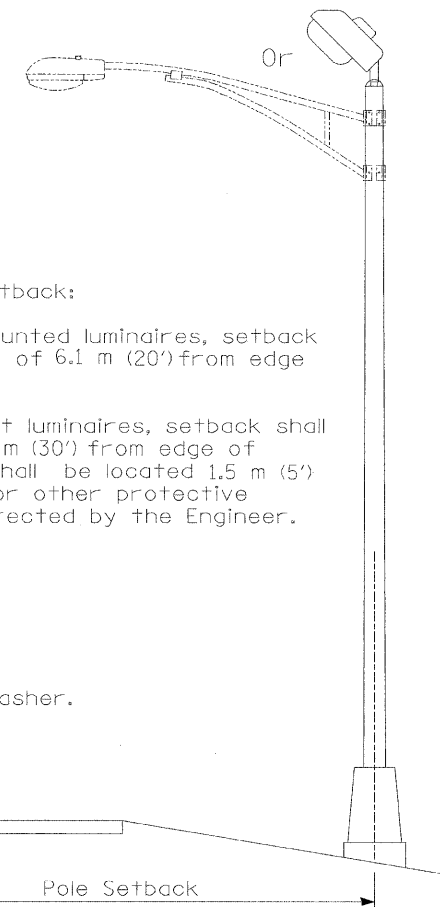 Or
tback:
unted luminaires, setback
of 6.1 m (20') from edge
t luminaires, setback shall
m (30') from edge of
hall be located 1.5 m (5')
or other protective
rected by the Engineer.
asher.
Pole Setback